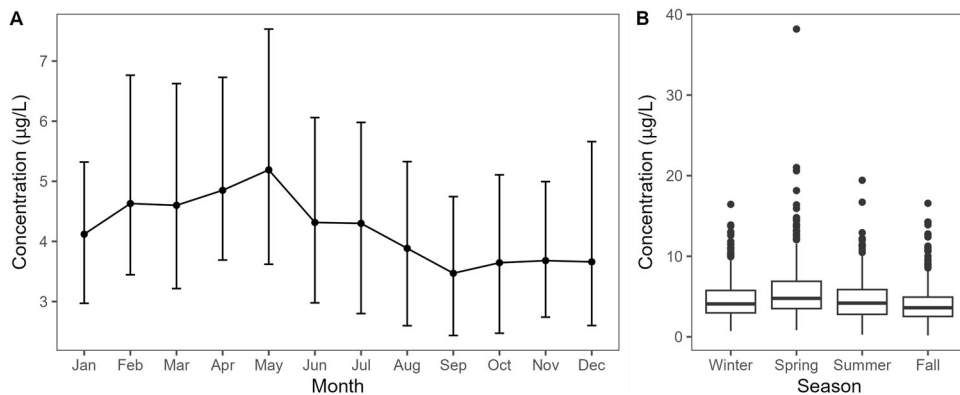 A
Concentration (µg/L)
7
6
5
4
3
Jan Feb Mar Apr May Jun Jul Aug Sep Oct Nov Dec
Month
B
Concentration (µg/L)
40
30
20
10
0
Winter Spring Summer Fall
Season